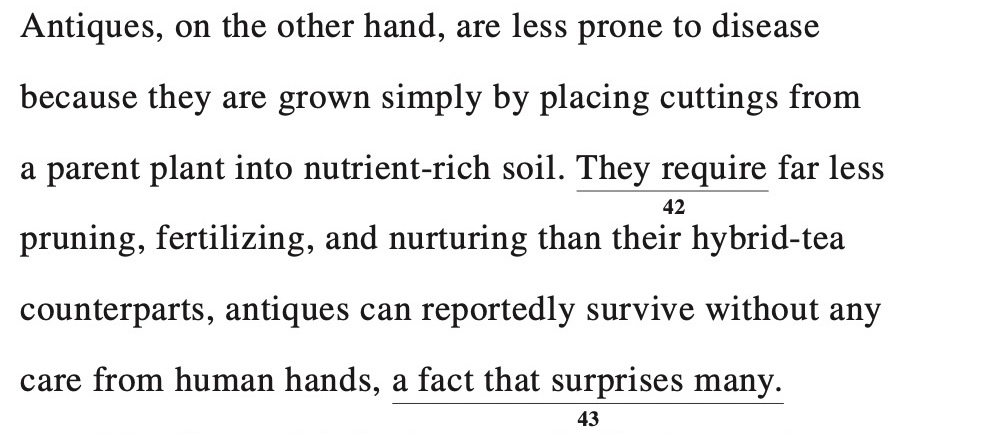 Antiques, on the other hand, are less prone to disease
because they are grown simply by placing cuttings from
a parent plant into nutrient-rich soil. They require far less
42
pruning, fertilizing, and nurturing than their hybrid-tea
counterparts, antiques can reportedly survive without any
care from human hands, a fact that surprises many.
43